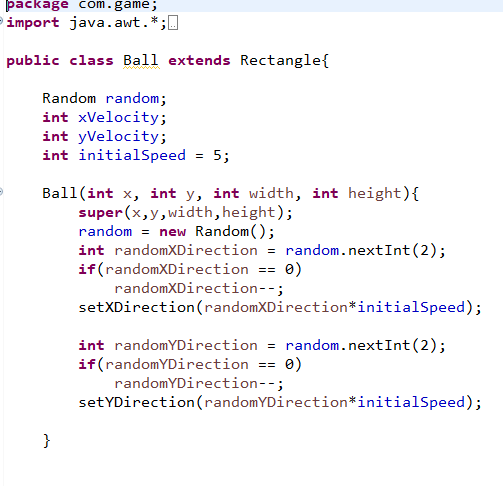 package com.game;
import java.awt.*;
public class Ball extends Rectangle{
Random random;
int xVelocity;
int yVelocity;
int initialSpeed = 5;
Ball(int x, int y, int width, int height){
super(x,y,width,height);
random = new Random();
int randomXDirection = random.nextInt(2);
if(randomXDirection == 0)
randomXDirection--;
setXDirection(randomXDirection*initialSpeed);
int randomYDirection = random.nextInt(2);
if(randomYDirection == 0)
randomYDirection--;
setYDirection(randomYDirection*initialSpeed);
}